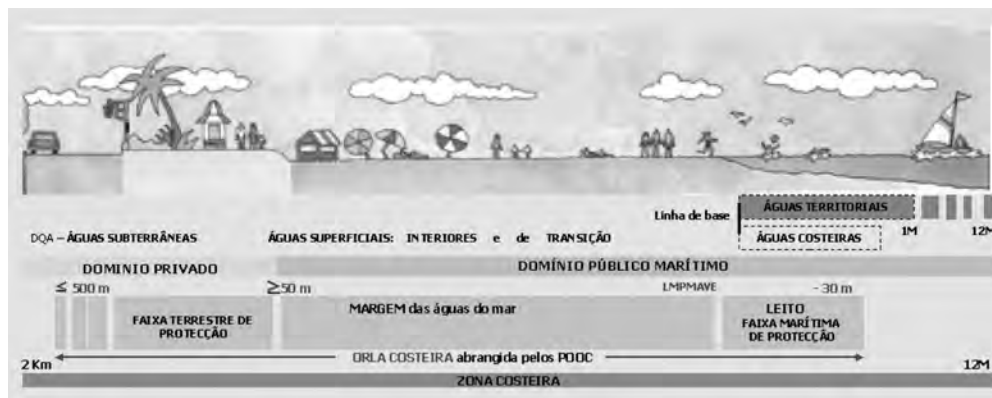 Linha de base
ÁGUAS TERRITORIAIS
1M
12M
DQA – ÁGUAS SUBTERRÂNEAS
ÁGUAS SUPERFICIAIS: INTERIORES e de TRANSIÇÃO
ÁGUAS COSTEIRAS
DOMINIO PRIVADO
DOMÍNIO PÚBLICO MARÍTIMO
≤ 500 m
≥50 m
LMPMAVE
- 30 m
FAIXA TERRESTRE DE
PROTECÇÃO
MARGEM das águas do mar
LEITO
FAIXA MARÍTIMA
DE PROTECÇÃO
2 Km
ORLA COSTEIRA abrangida pelos POOC
12M
ZONA COSTEIRA